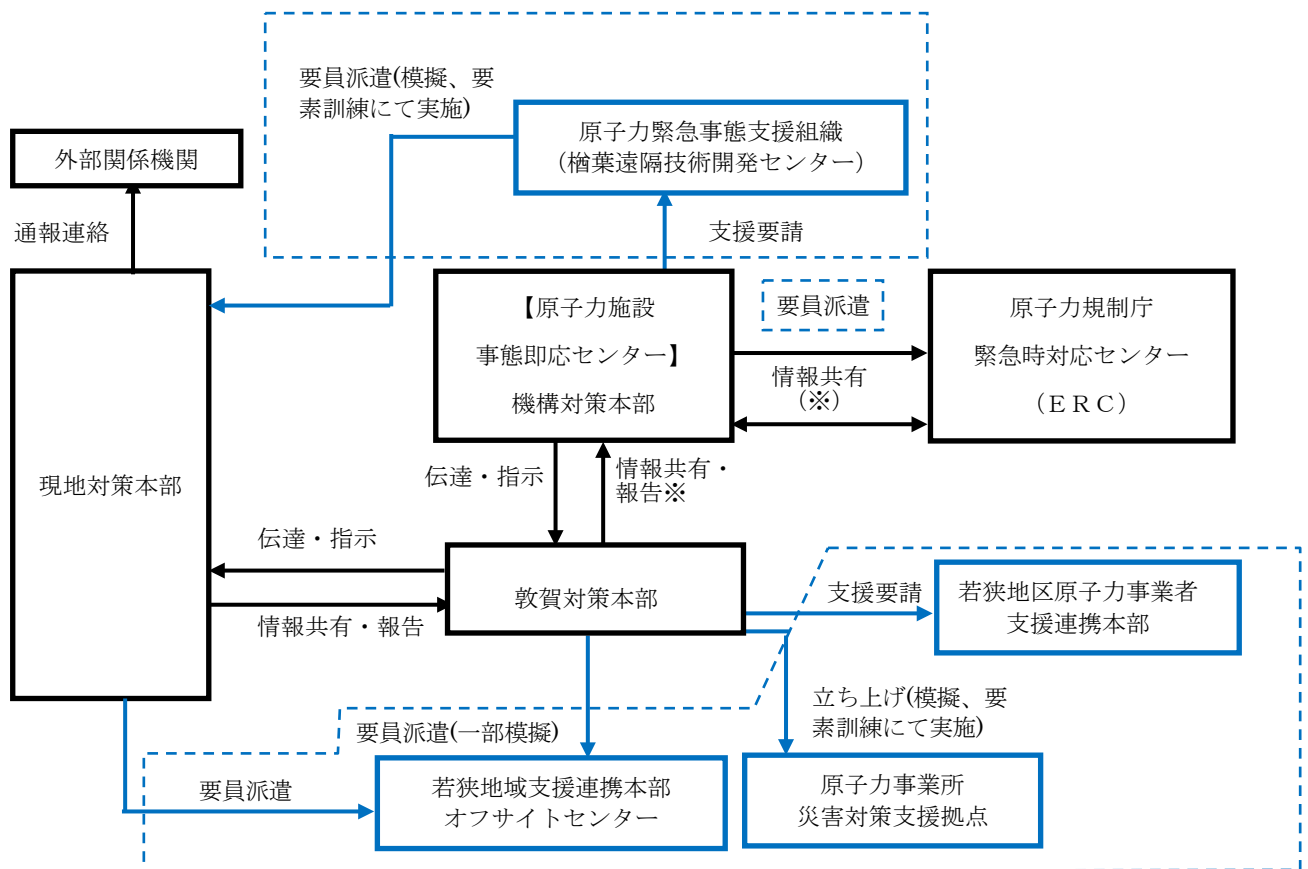 要員派遣(模擬、要
素訓練にて実施)
原子力緊急事態支援組織
(楢葉遠隔技術開発センター)
外部関係機関
通報連絡
支援要請
【原子力施設
事態即応センター】
機構対策本部
要員派遣
情報共有
(※)
原子力規制庁
緊急時対応センター
(ERC)
現地対策本部
伝達・指示
情報共有・
報告※
伝達・指示
情報共有・報告
敦賀対策本部
支援要請
若狭地区原子力事業者
支援連携本部
立ち上げ(模擬、要
素訓練にて実施)
要員派遣(一部模擬)
要員派遣
若狭地域支援連携本部
オフサイトセンター
原子力事業所
災害対策支援拠点